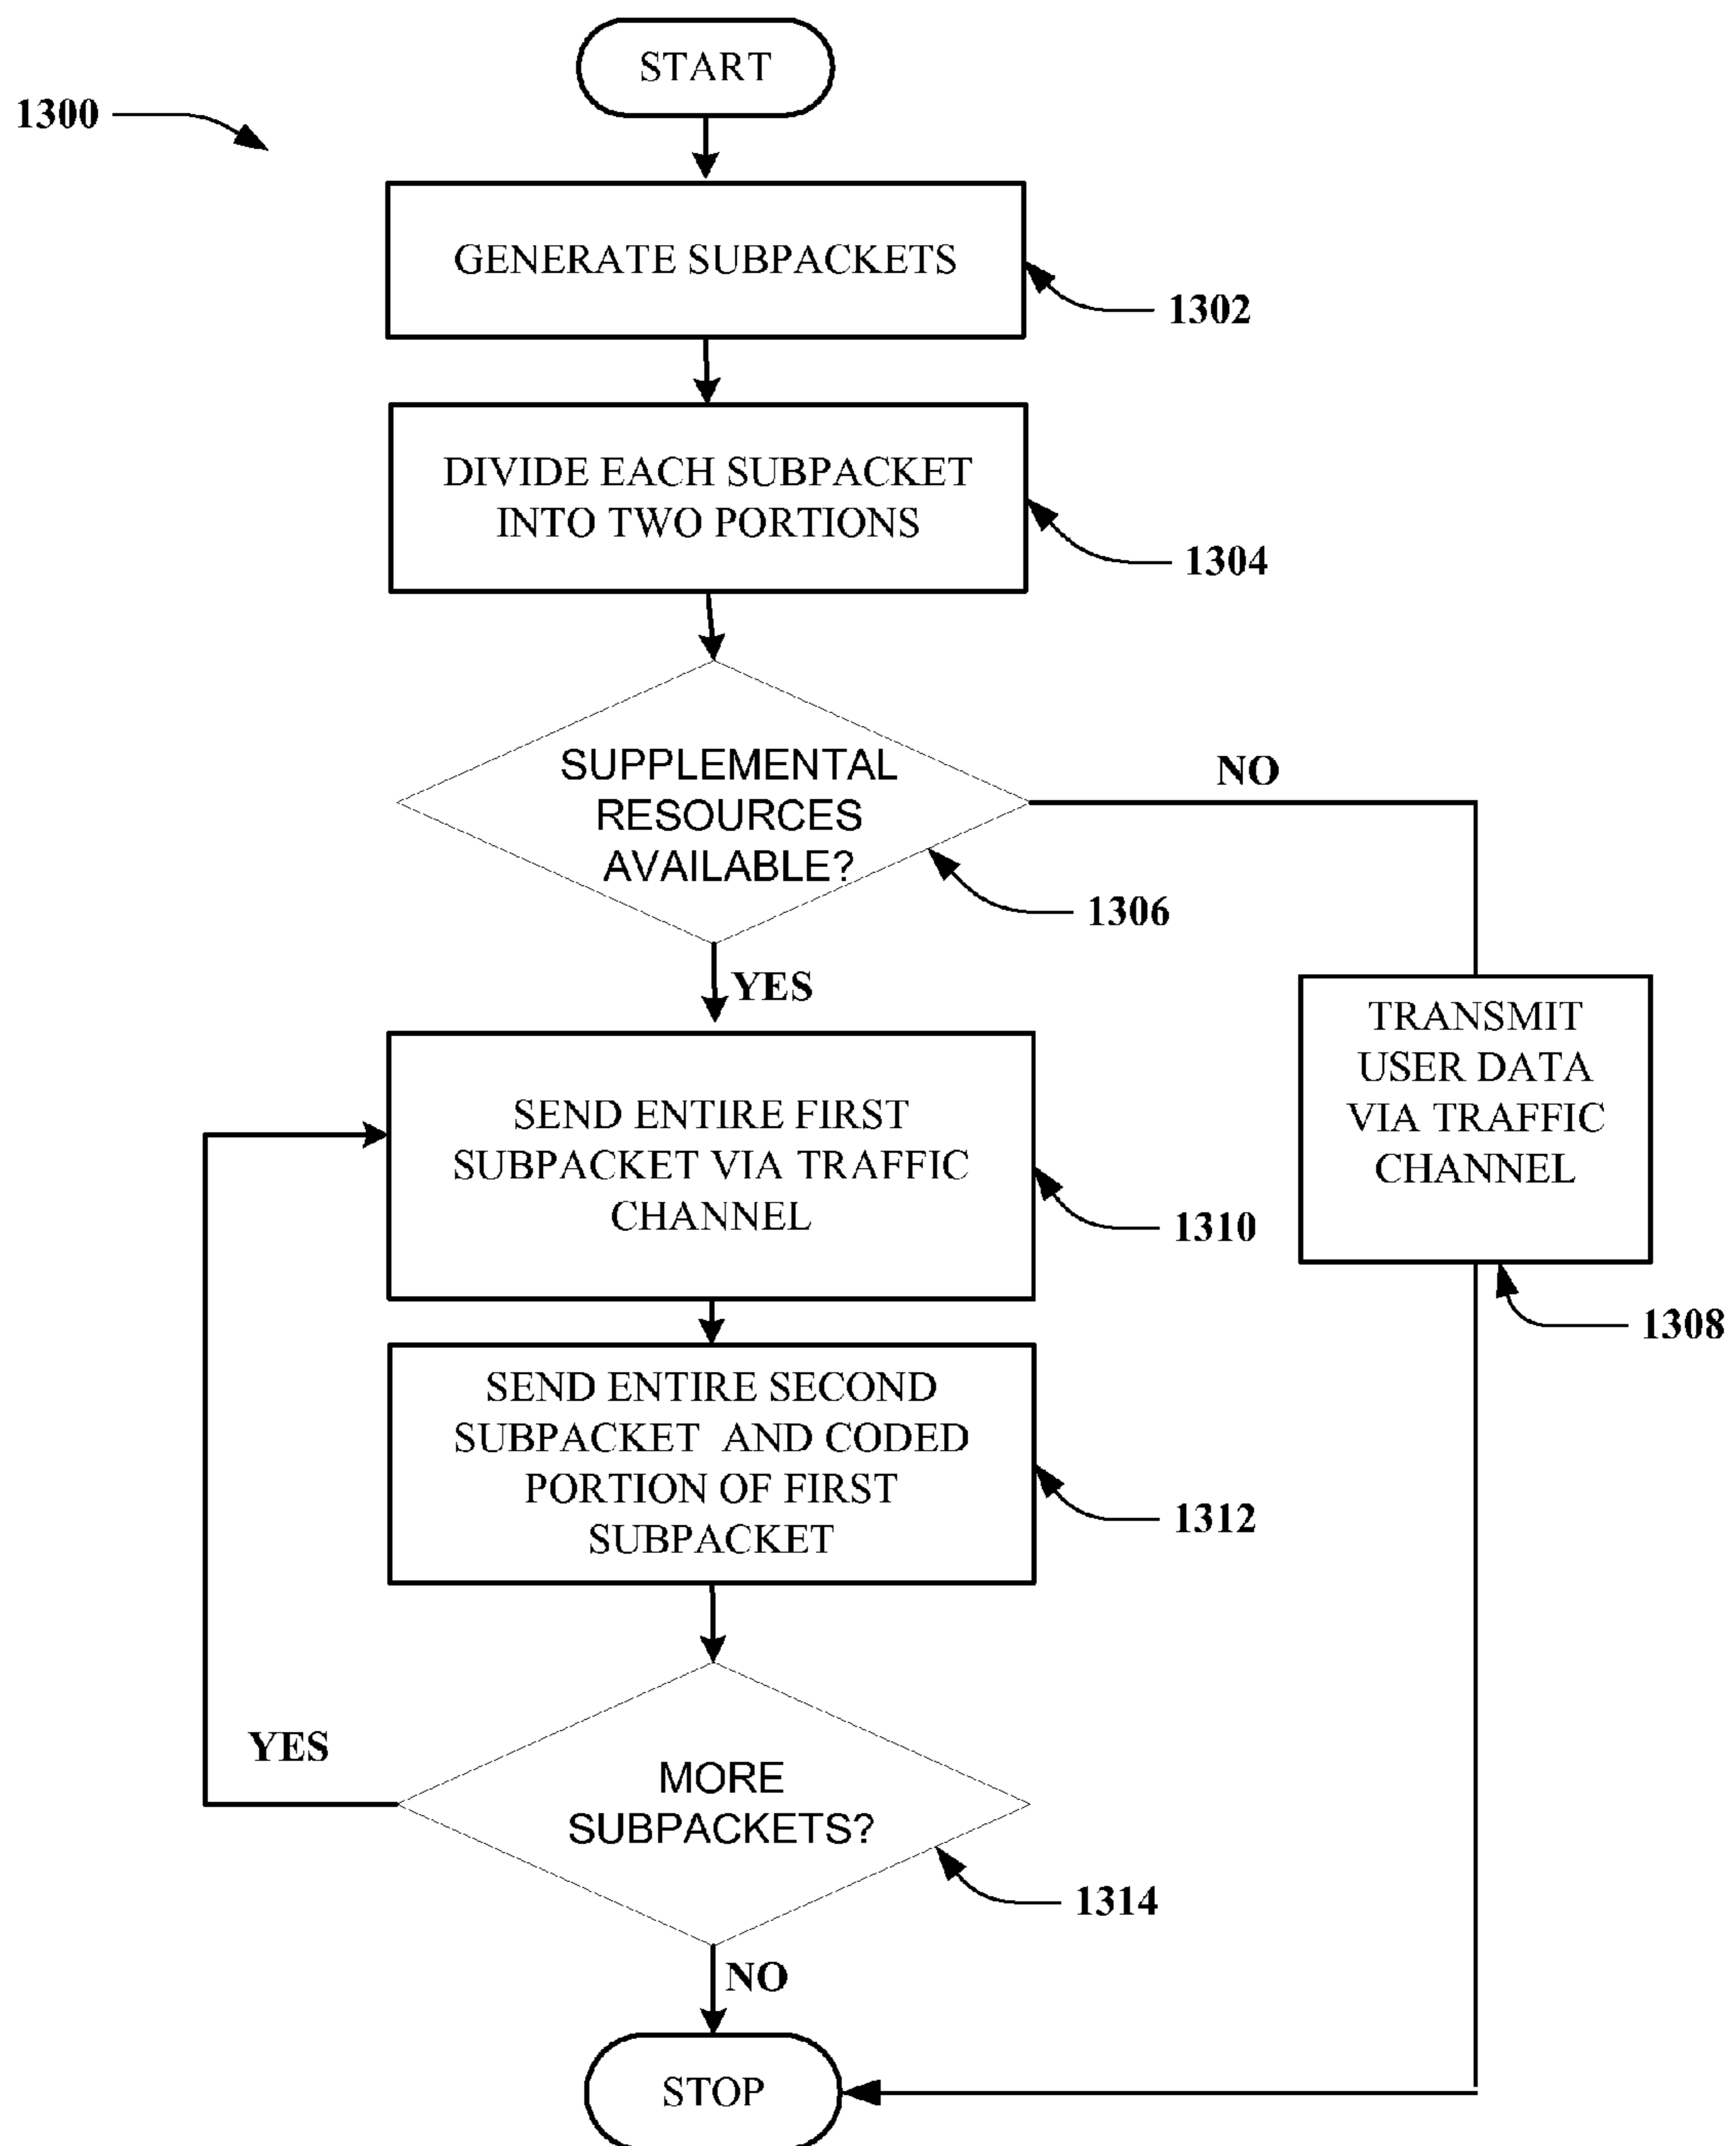 START
1300
GENERATE SUBPACKETS
1302
DIVIDE EACH SUBPACKET
INTO TWO PORTIONS
1304
SUPPLEMENTAL
RESOURCES
AVAILABLE?
NO
1306
YES
TRANSMIT
USER DATA
VIA TRAFFIC
CHANNEL
1308
SEND ENTIRE FIRST
SUBPACKET VIA TRAFFIC
CHANNEL
1310
SEND ENTIRE SECOND
SUBPACKET AND CODED
PORTION OF FIRST
SUBPACKET
1312
YES
MORE
SUBPACKETS?
1314
NO
STOP